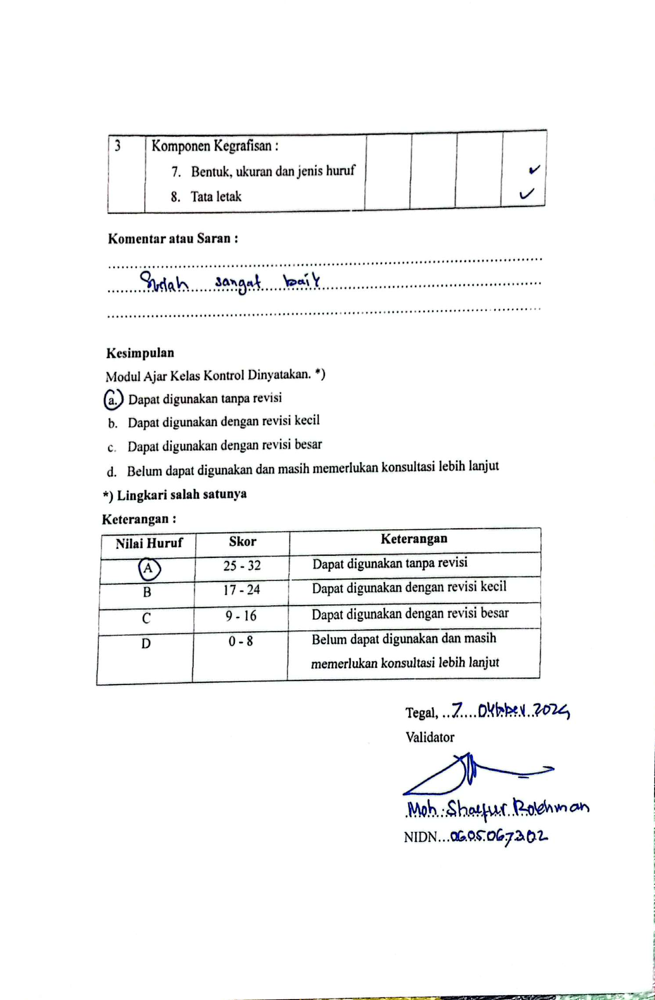 3 Komponen Kegrafisan :
7. Bentuk, ukuran dan jenis huruf ✓
8. Tata letak ✓
Komentar atau Saran :
Sudah sangat baik
Kesimpulan
Modul Ajar Kelas Kontrol Dinyatakan. *)
a. Dapat digunakan tanpa revisi
b. Dapat digunakan dengan revisi kecil
c. Dapat digunakan dengan revisi besar
d. Belum dapat digunakan dan masih memerlukan konsultasi lebih lanjut
*) Lingkari salah satunya
Keterangan :
Nilai Huruf Skor Keterangan
A 25 - 32 Dapat digunakan tanpa revisi
B 17 - 24 Dapat digunakan dengan revisi kecil
C 9 - 16 Dapat digunakan dengan revisi besar
D 0 - 8 Belum dapat digunakan dan masih
memerlukan konsultasi lebih lanjut
Tegal, ..7.....Oktober..2024
Validator
Moh. Shaefur Rokhman
NIDN...0605067302